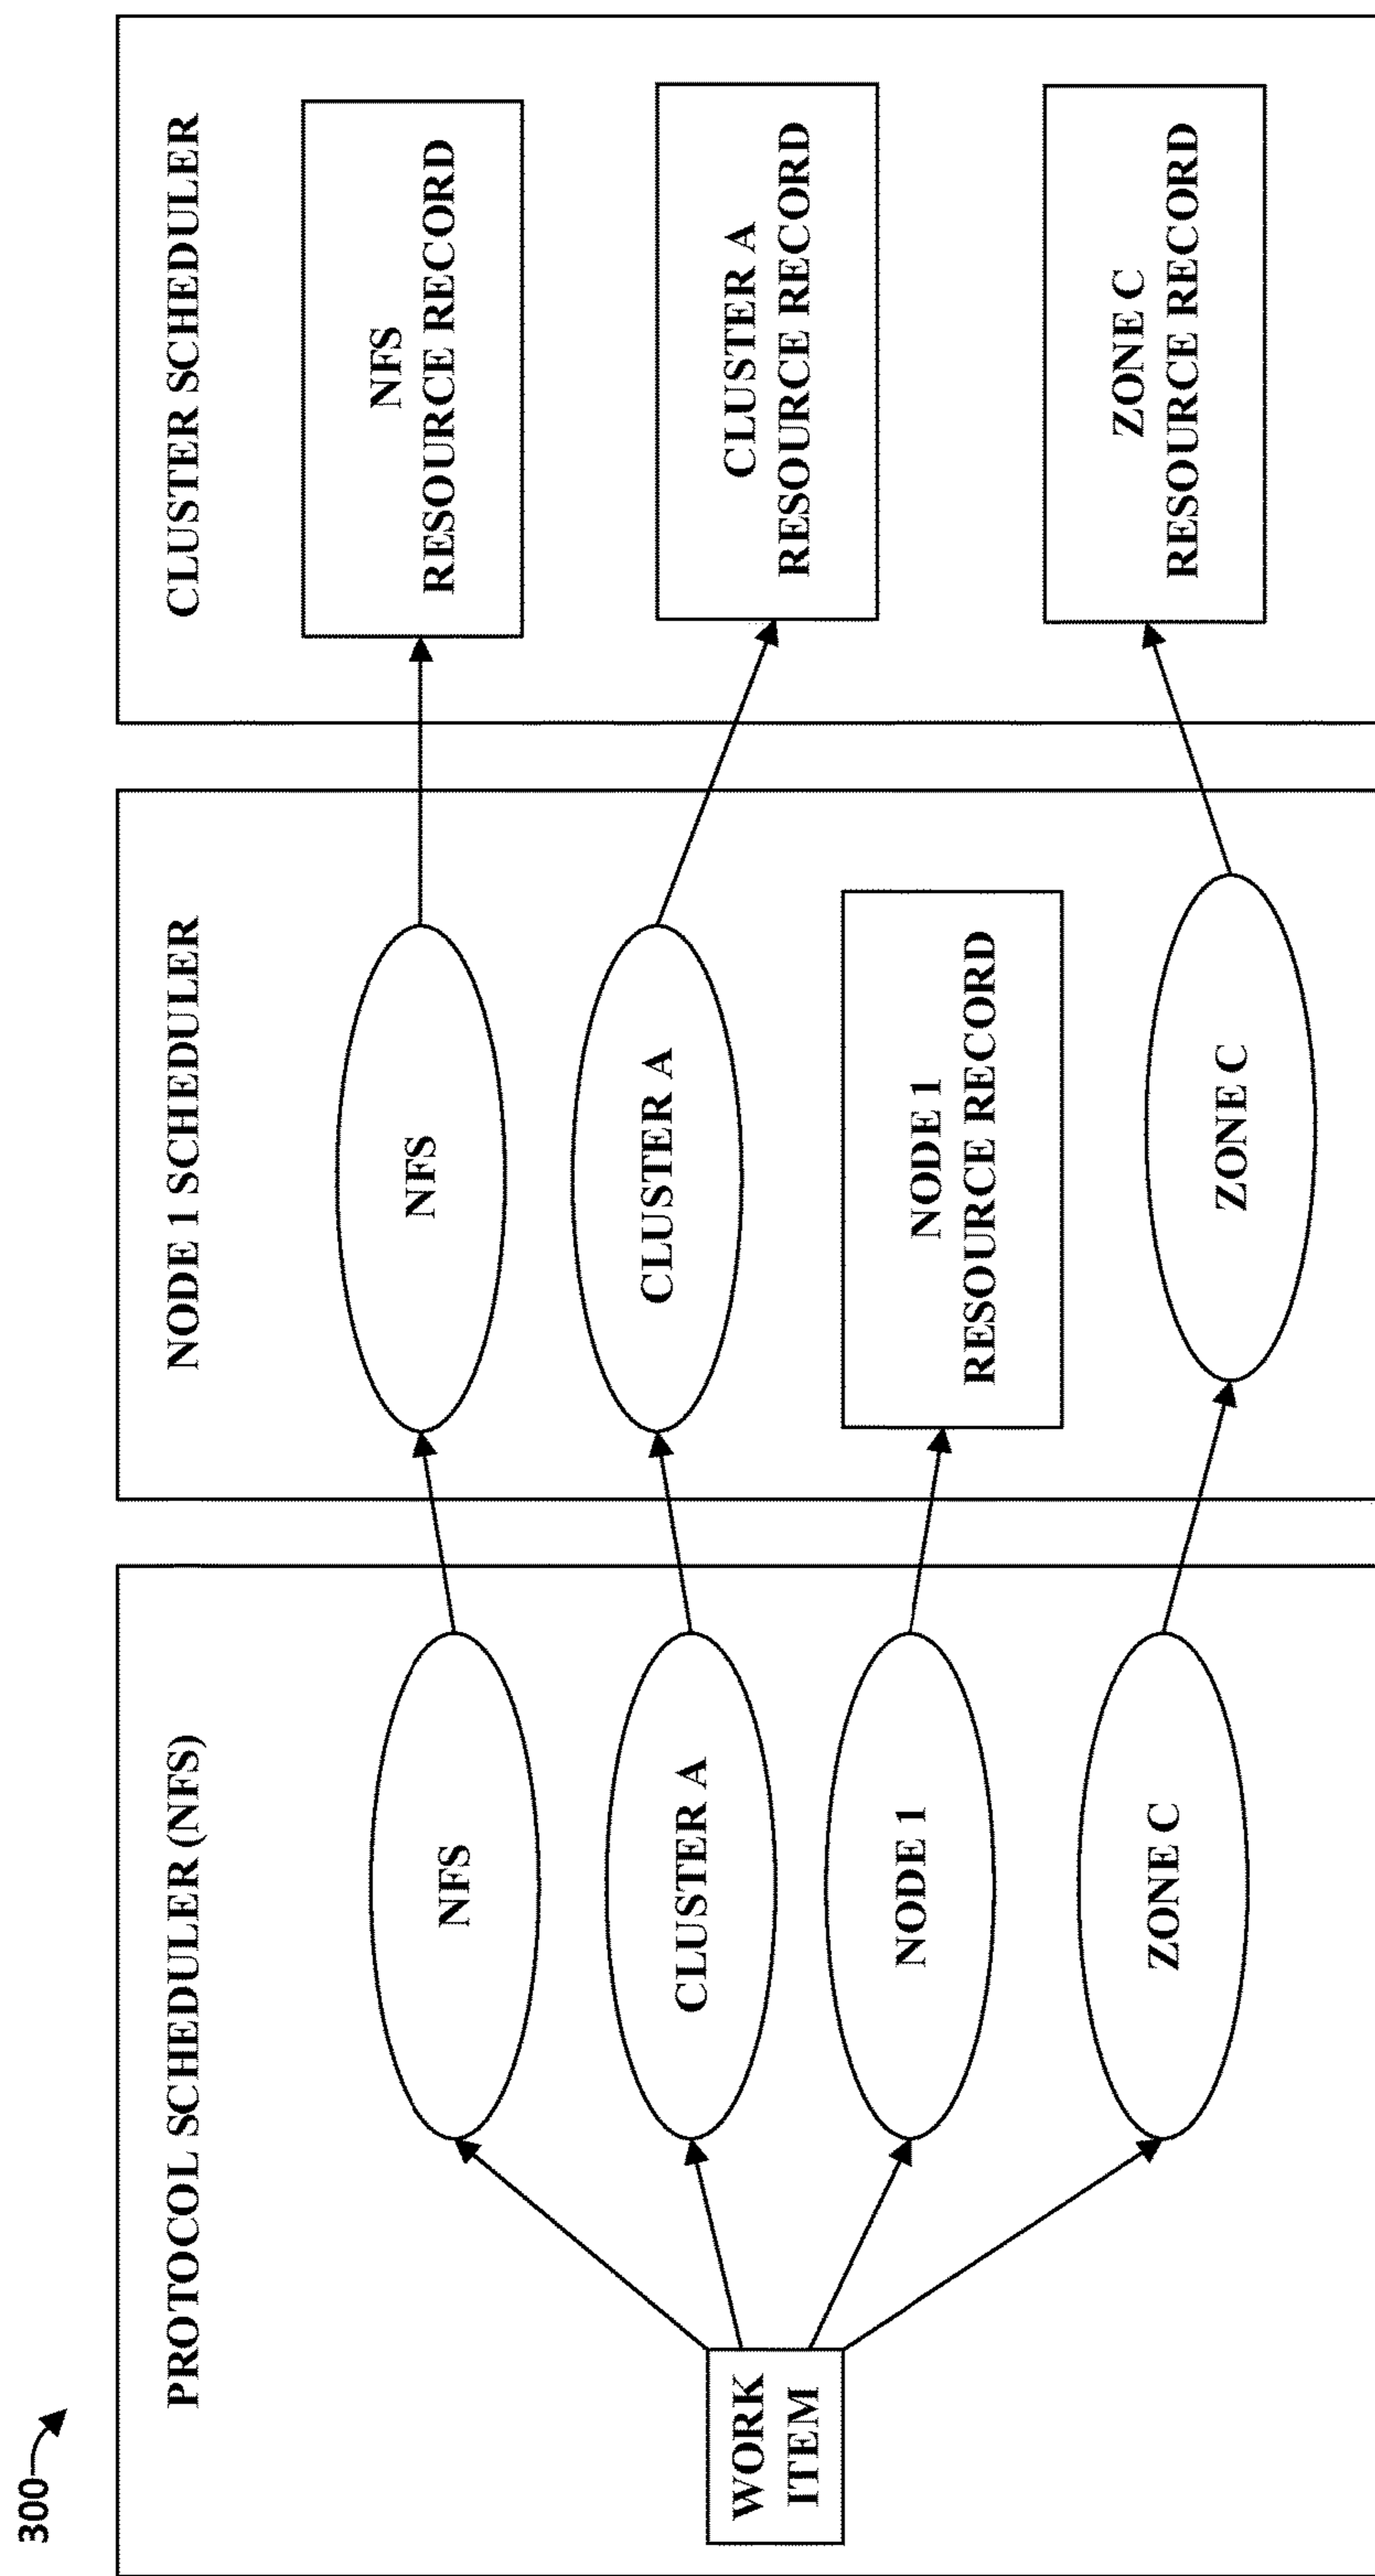 300
PROTOCOL SCHEDULER (NFS)
WORK
ITEM
NFS
CLUSTER A
NODE 1
ZONE C
NODE 1 SCHEDULER
NFS
CLUSTER A
NODE 1
RESOURCE RECORD
ZONE C
CLUSTER SCHEDULER
NFS
RESOURCE RECORD
CLUSTER A
RESOURCE RECORD
ZONE C
RESOURCE RECORD